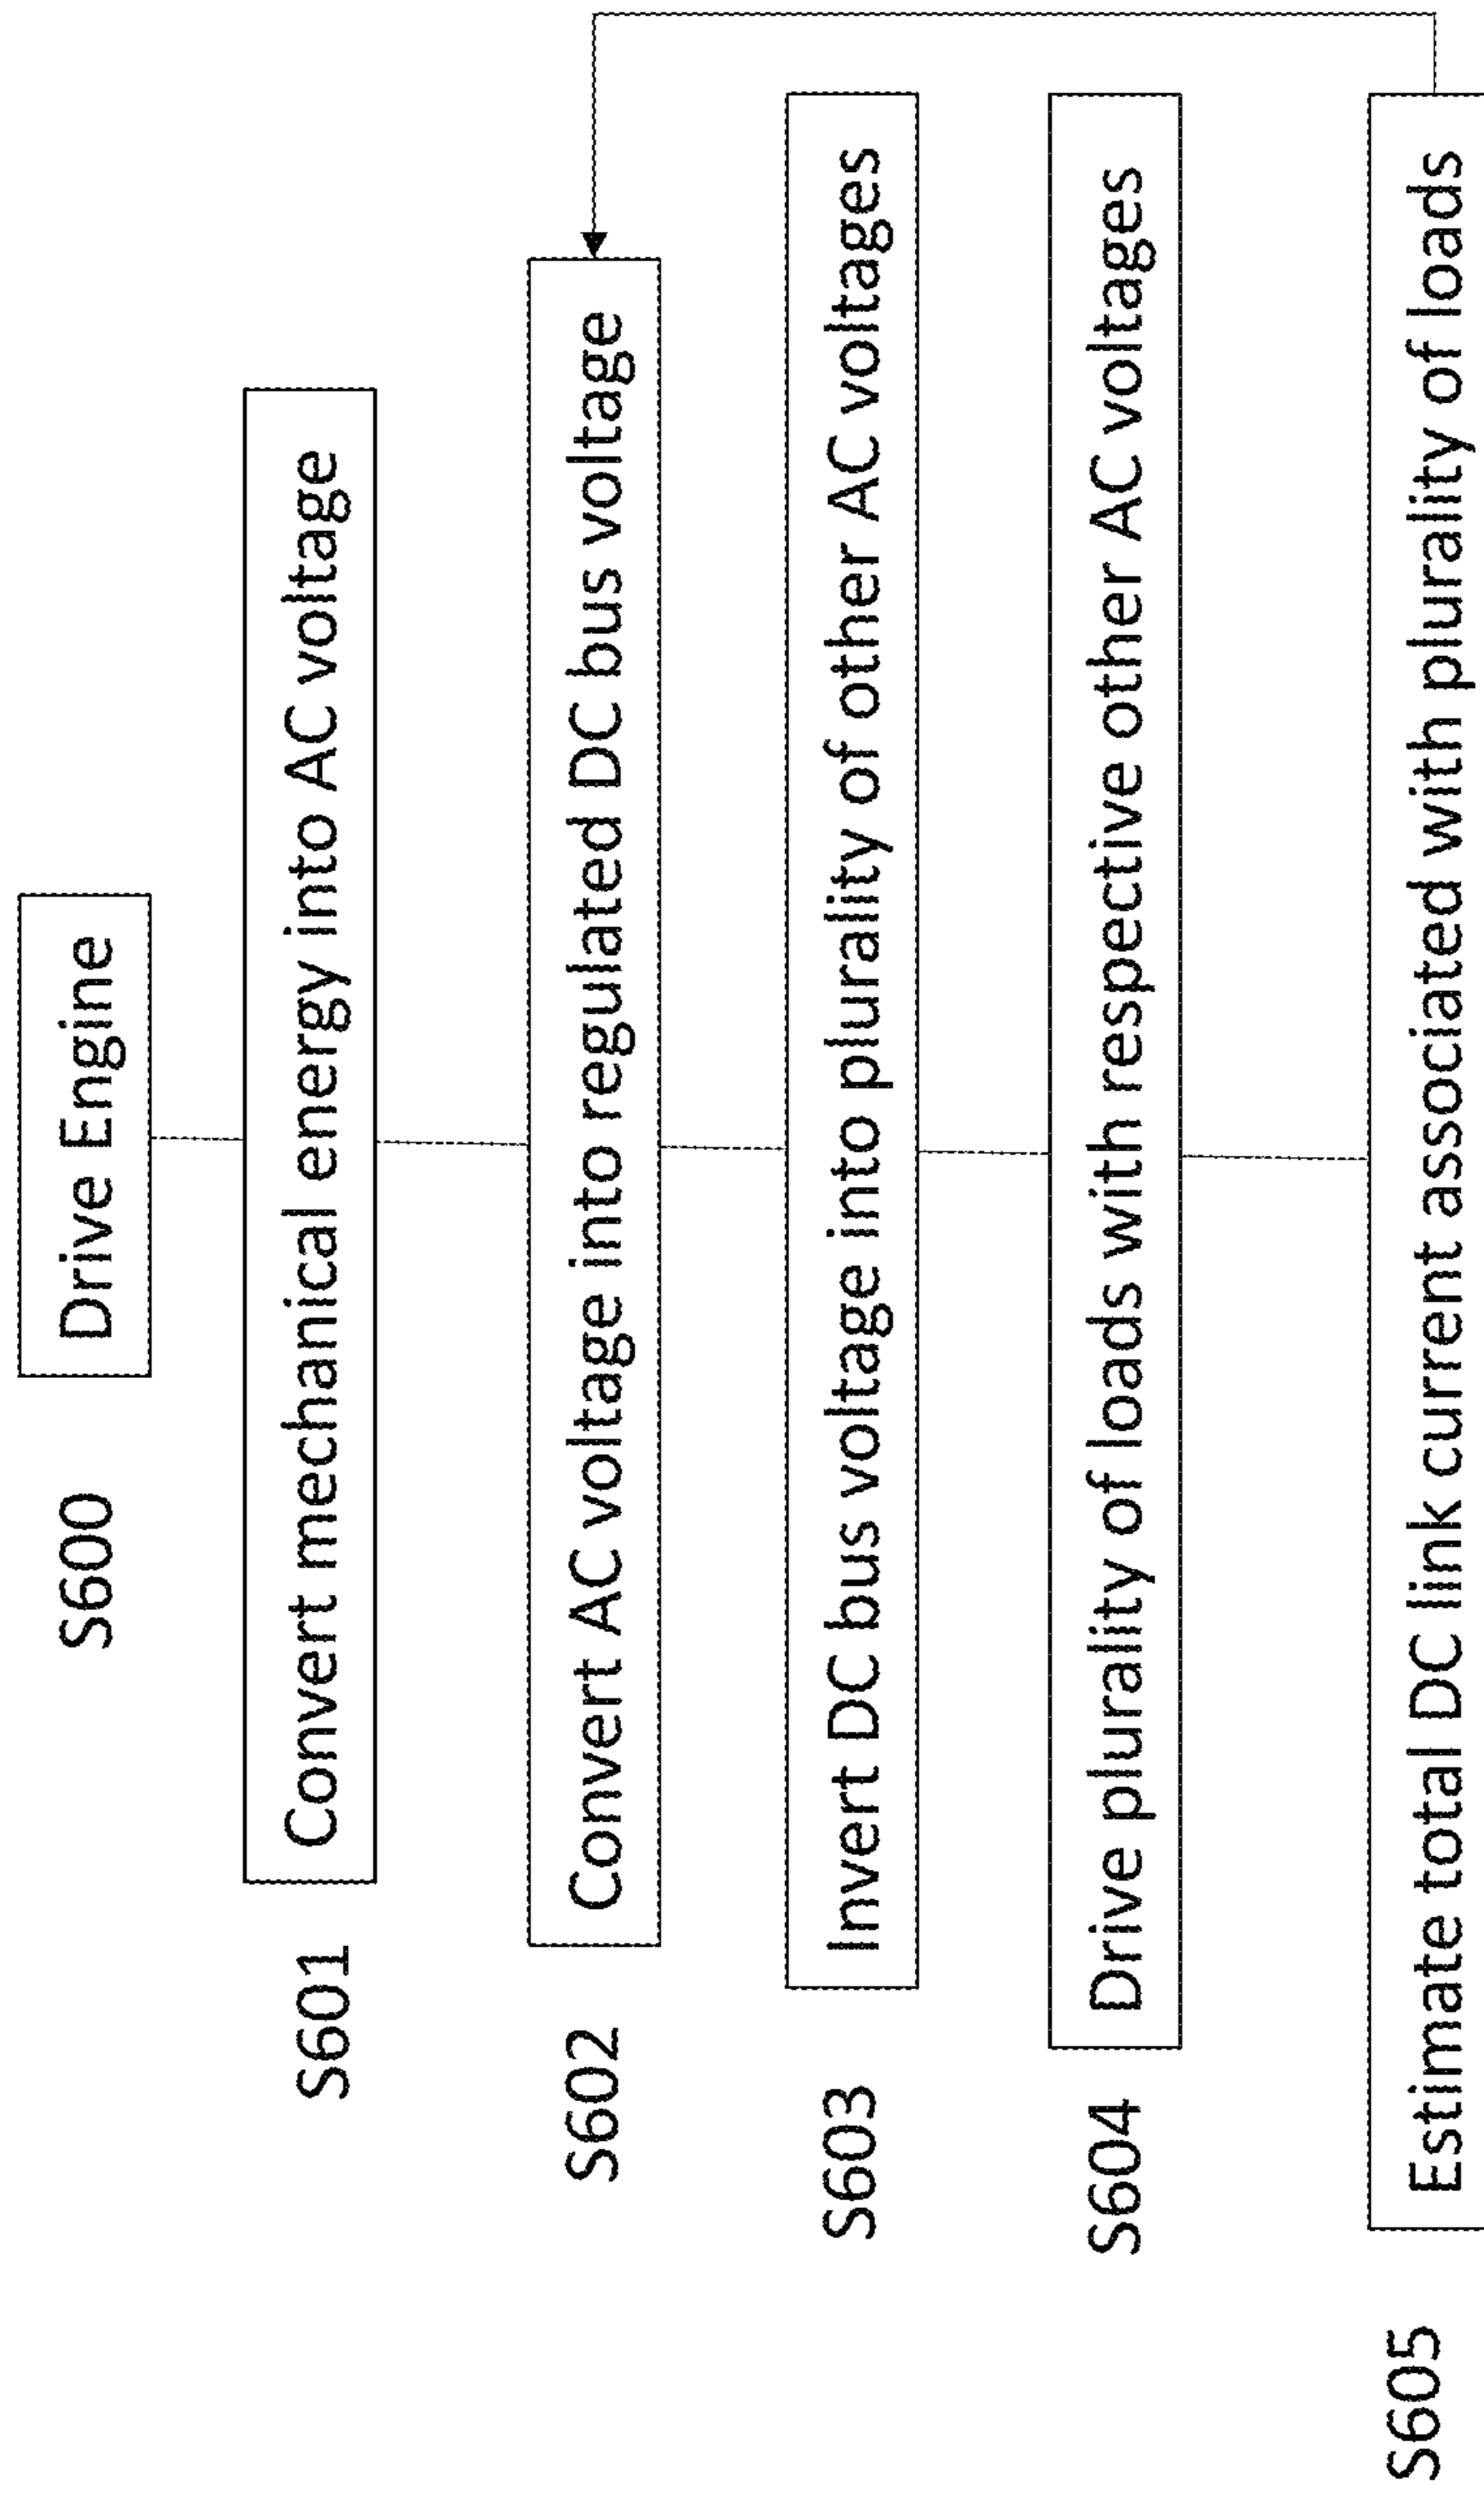 S600 Drive Engine
S601 Convert mechanical energy into AC voltage
S602 Convert AC voltage into regulated DC bus voltage
S603 Invert DC bus voltage into plurality of other AC voltages
S604 Drive plurality of loads with respective other AC voltages
S605 Estimate total DC link current associated with plurality of loads